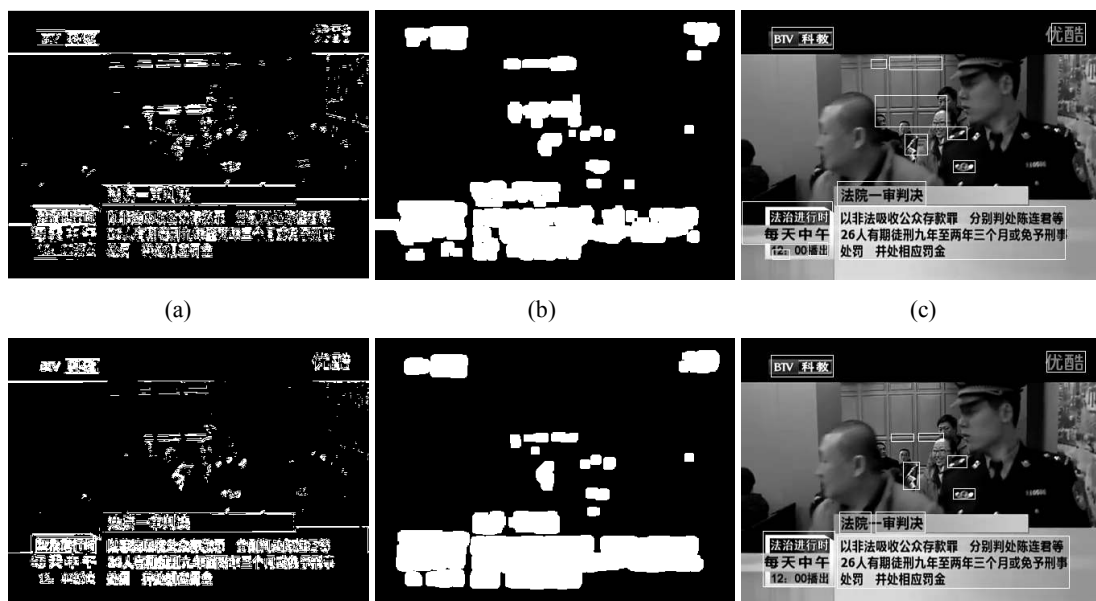 BTV 科教
优酷
法院一审判决
法治进行时
以非法吸收公众存款罪 分别判处陈连君等
每天中午
26人有期徒刑九年至两年三个月或免予刑事
12:00播出
处罚 并处相应罚金
(a)
(b)
(c)
BTV 科教
优酷
法院一审判决
法治进行时
以非法吸收公众存款罪 分别判处陈连君等
每天中午
26人有期徒刑九年至两年三个月或免予刑事
12:00播出
处罚 并处相应罚金